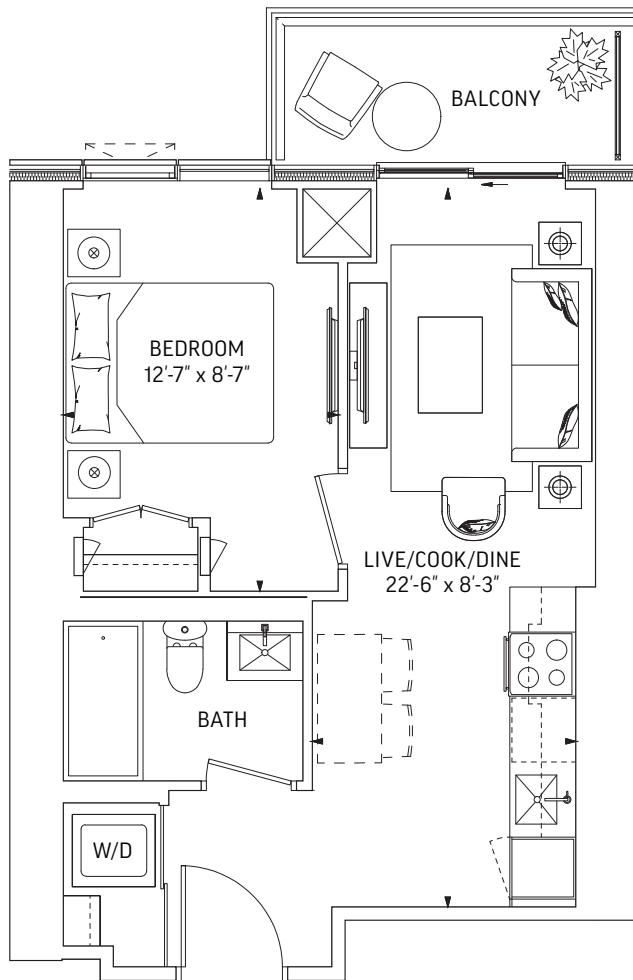 BALCONY
BEDROOM
12'-7" x 8'-7"
LIVE/COOK/DINE
22'-6" x 8'-3"
BATH
W/D